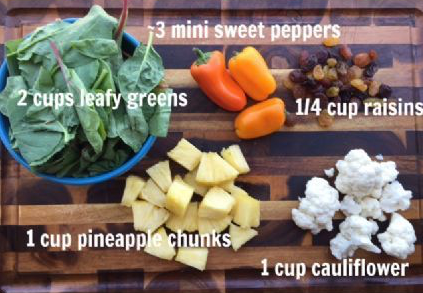 ~3 mini sweet peppers
2 cups leafy greens
1/4 cup raisins
1 cup pineapple chunks
1 cup cauliflower